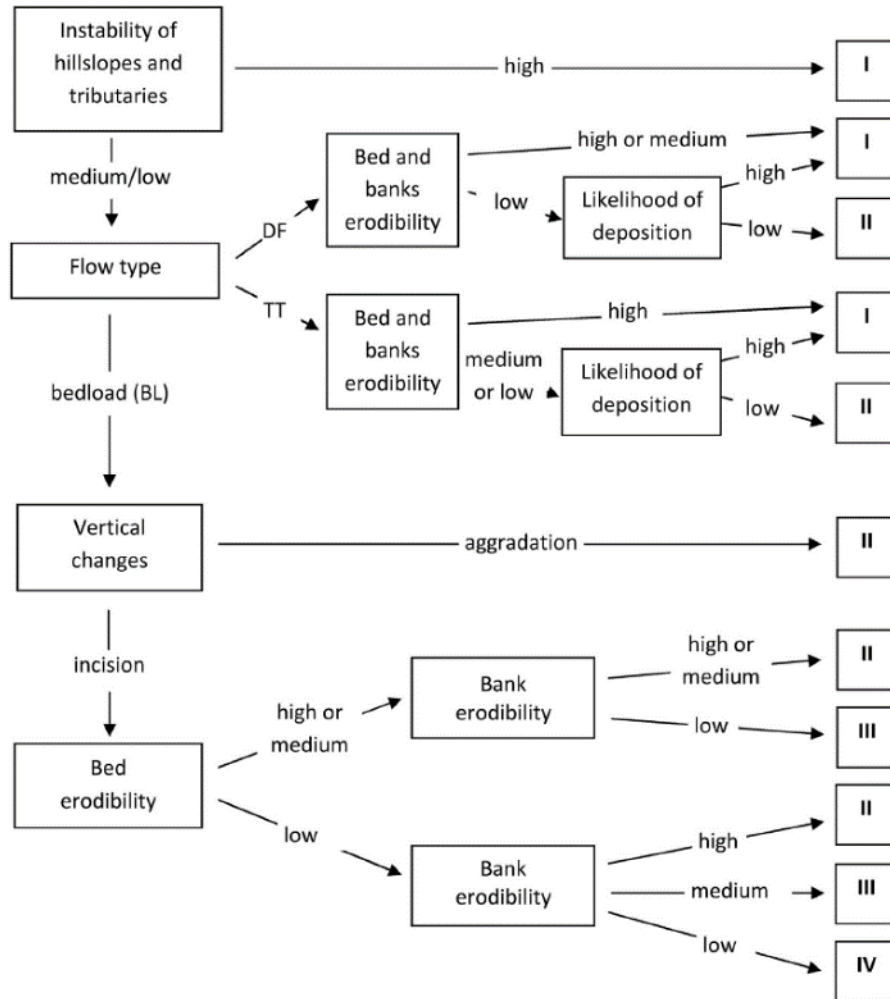 Instability of
hillslopes and
tributaries
high
I
medium/low
Bed and
banks
erodibility
high or medium
I
low
Likelihood of
deposition
high
low
II
Flow type
DF
TT
Bed and
banks
erodibility
high
I
medium
or low
Likelihood of
deposition
high
low
II
bedload (BL)
Vertical
changes
aggradation
II
incision
Bed
erodibility
high or
medium
Bank
erodibility
high or
medium
II
low
III
low
Bank
erodibility
high
II
medium
III
low
IV